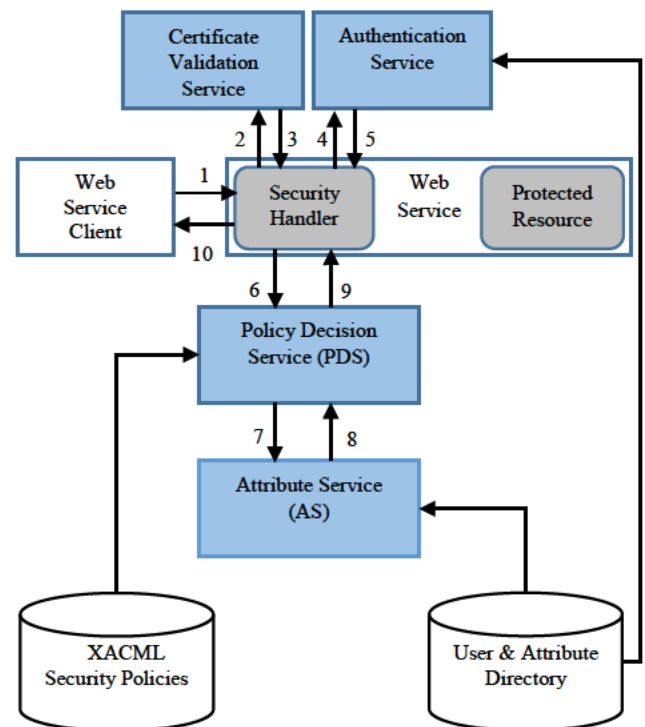 Certificate
Validation
Service
Authentication
Service
2
3
4
5
Web
Service
Client
1
10
Security
Handler
Web
Service
Protected
Resource
6
9
Policy Decision
Service (PDS)
7
8
Attribute Service
(AS)
XACML
Security Policies
User & Attribute
Directory